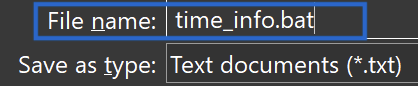 File name: time_info.bat
Save as type: Text documents (*.txt)